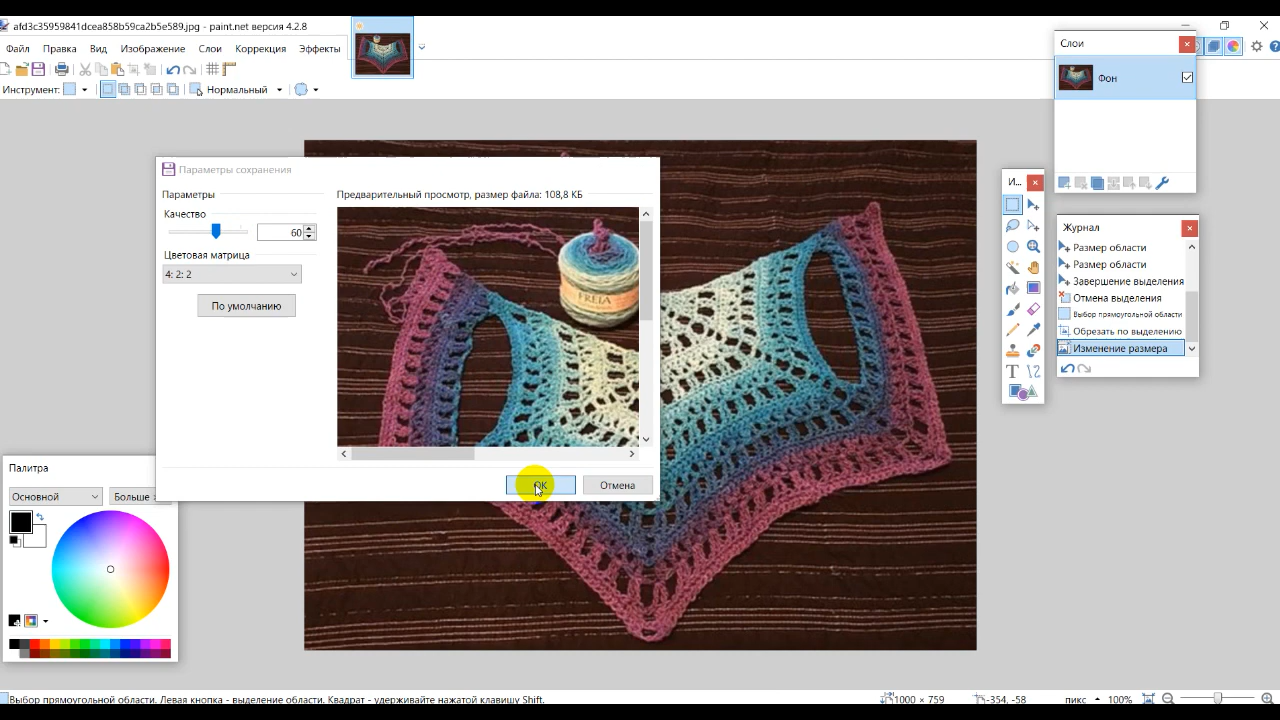 afd3c35959841dcea858b59ca2b5e589.jpg - paint.net версия 4.2.8
Файл Правка Вид Изображение Слои Коррекция Эффекты
Инструмент: Нормальный
Слои
Фон
Параметры сохранения
Параметры
Качество
60
Цветовая матрица
4: 2: 2
По умолчанию
Предварительный просмотр, размер файла: 108,8 КБ
FREIA
OK Отмена
И...
T
Журнал
Размер области
Размер области
Завершение выделения
Отмена выделения
Выбор прямоугольной области
Обрезать по выделению
Изменение размера
Палитра
Основной Больше
Выбор прямоугольной области. Левая кнопка - выделение области. Квадрат - удерживайте нажатой клавишу Shift.
1000 × 759 -354, -58 пикс 100%